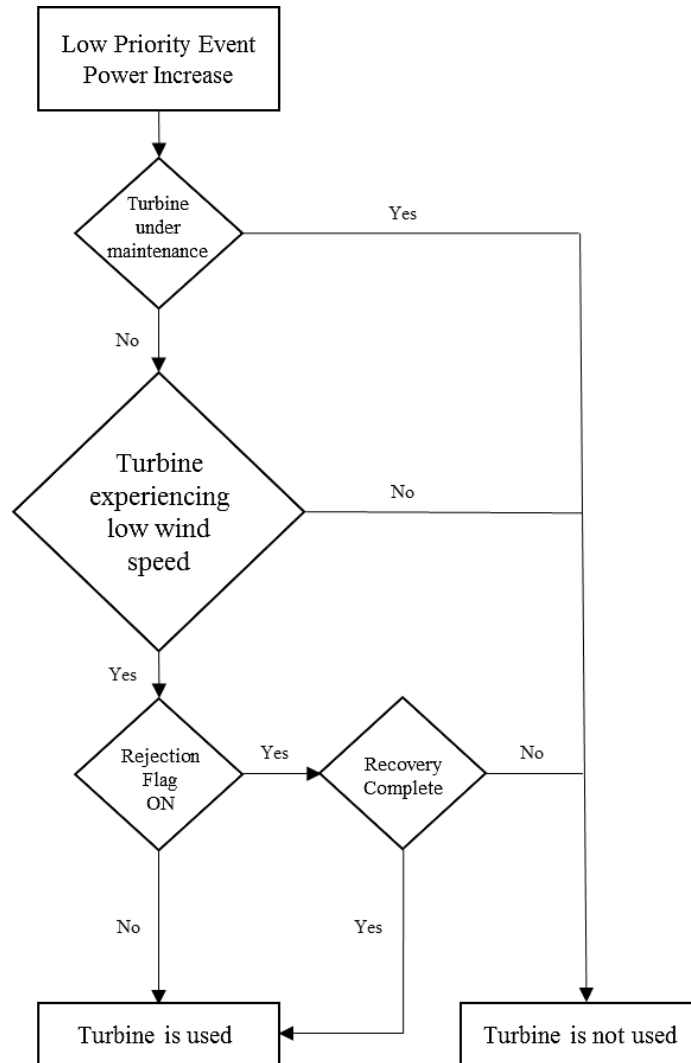 Low Priority Event
Power Increase
Turbine
under
maintenance
Yes
No
Turbine
experiencing
low wind
speed
No
Yes
Rejection
Flag
ON
Yes
Recovery
Complete
No
No
Yes
Turbine is used
Turbine is not used